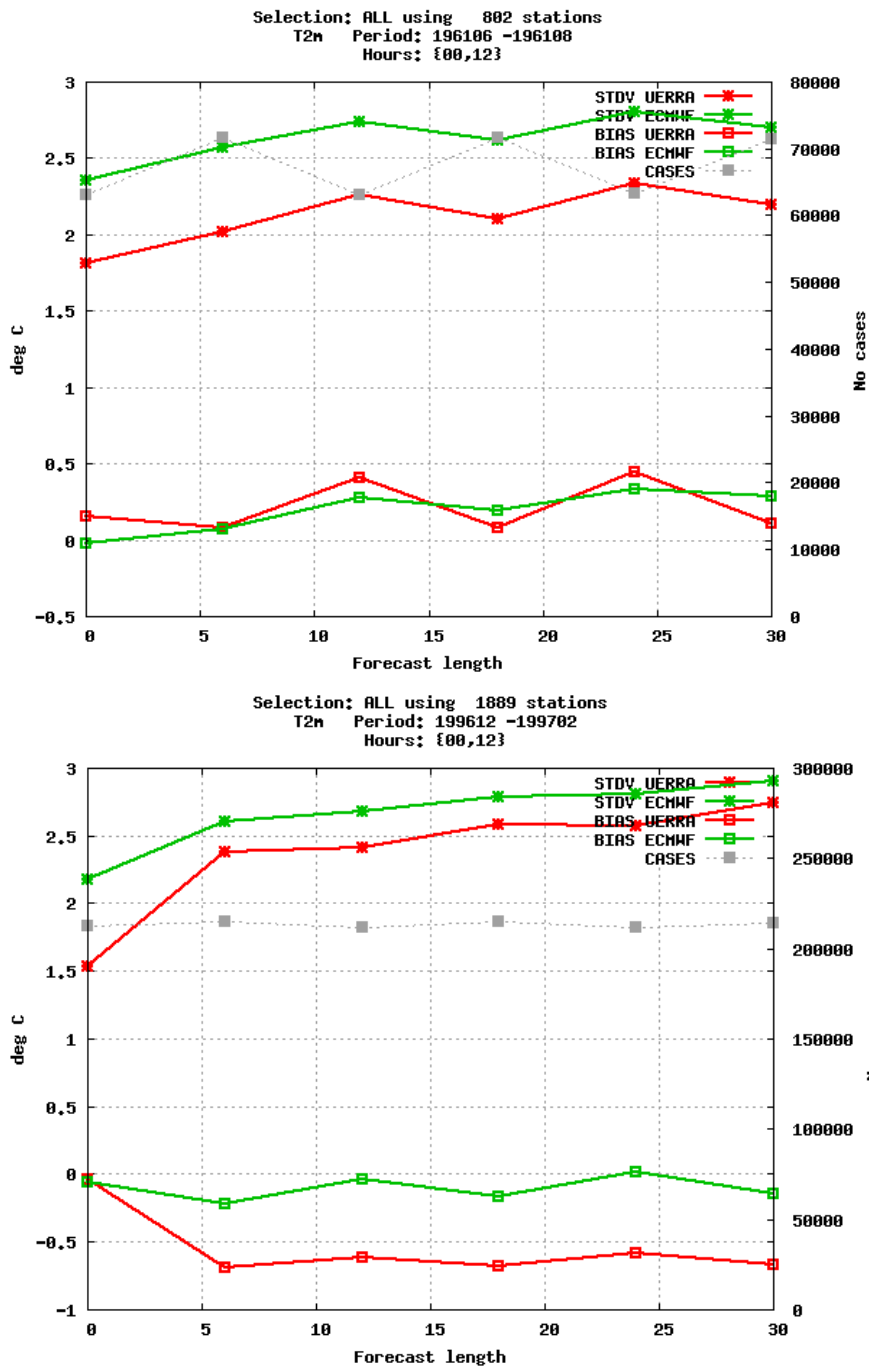 Selection: ALL using 802 stations
T2m Period: 196106 -196108
Hours: {00,12}
3
2.5
2
1.5
1
0.5
0
-0.5
deg C
STDV UERRA
STDV ECMWF
BIAS UERRA
BIAS ECMWF
CASES
80000
70000
60000
50000
40000
30000
20000
10000
0
No cases
0 5 10 15 20 25 30
Forecast length
Selection: ALL using 1889 stations
T2m Period: 199612 -199702
Hours: {00,12}
3
2.5
2
1.5
1
0.5
0
-0.5
-1
deg C
STDV UERRA
STDV ECMWF
BIAS UERRA
BIAS ECMWF
CASES
300000
250000
200000
150000
100000
50000
0
0 5 10 15 20 25 30
Forecast length